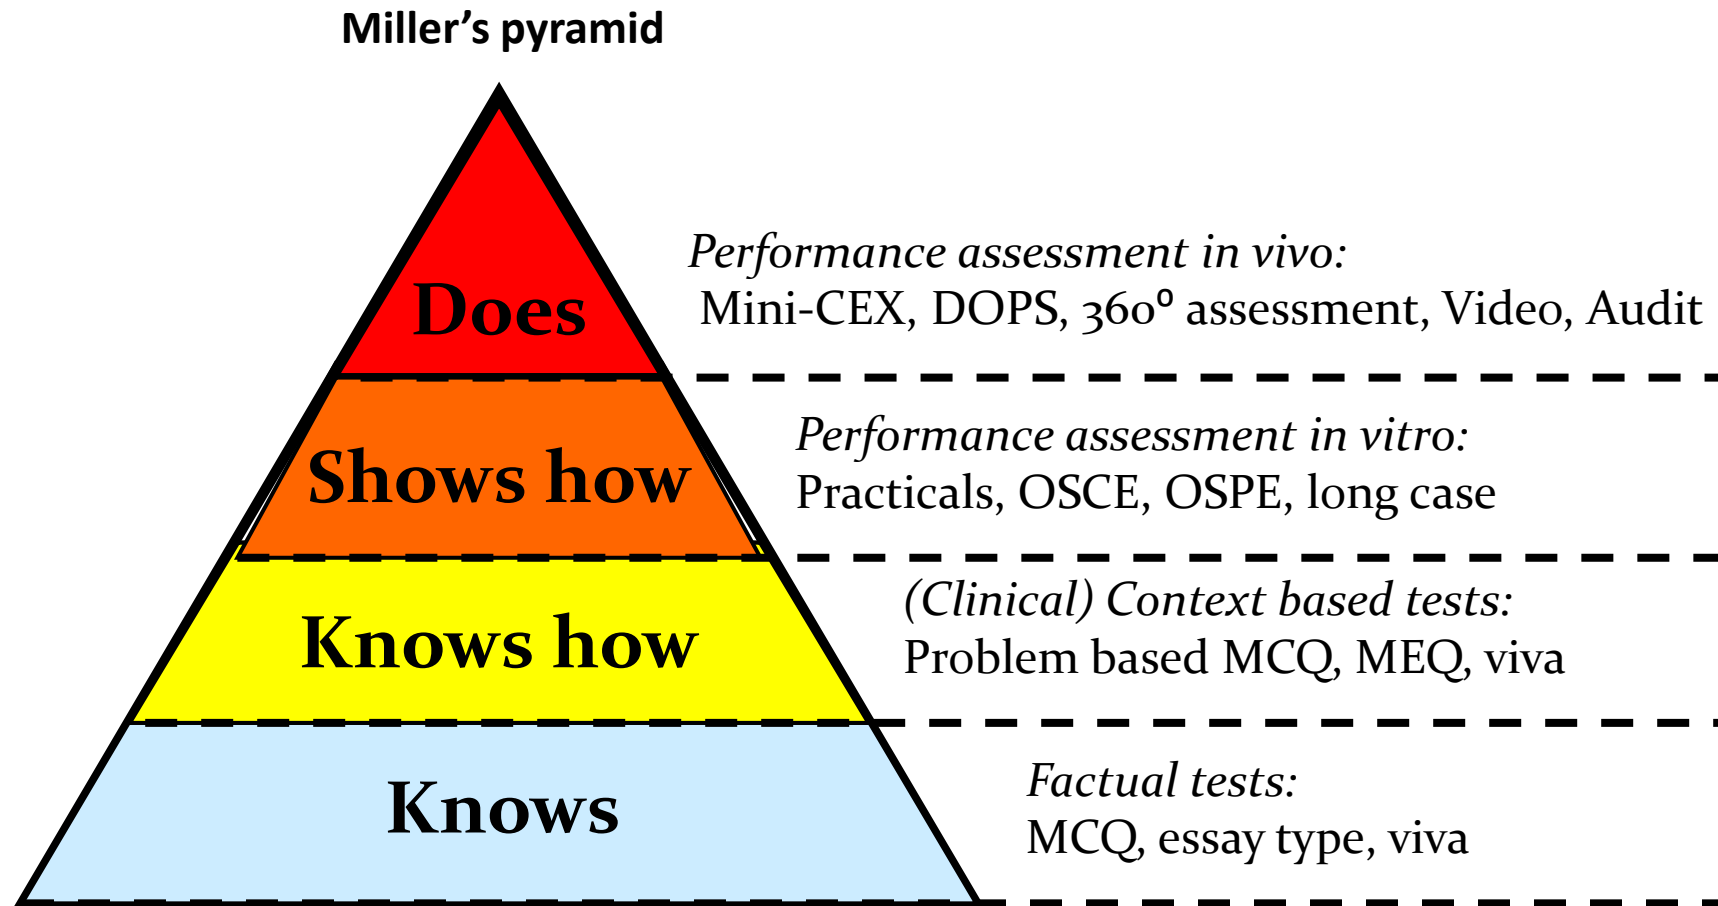 Miller’s pyramid
Does
Performance assessment in vivo:
Mini-CEX, DOPS, 360º assessment, Video, Audit
Shows how
Performance assessment in vitro:
Practicals, OSCE, OSPE, long case
Knows how
(Clinical) Context based tests:
Problem based MCQ, MEQ, viva
Knows
Factual tests:
MCQ, essay type, viva